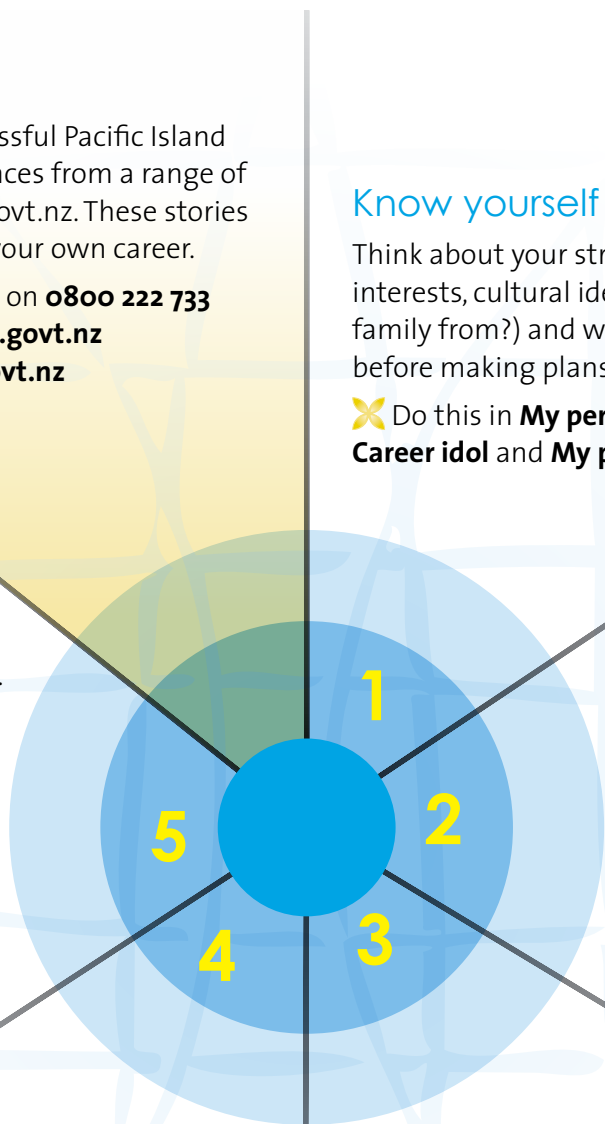 ssful Pacific Island
nces from a range of
ovt.nz. These stories
your own career.
on 0800 222 733
.govt.nz
vt.nz
Know yourself
Think about your str
interests, cultural ide
family from?) and w
before making plans
Do this in My per
Career idol and My p
.
1
2
3
4
5